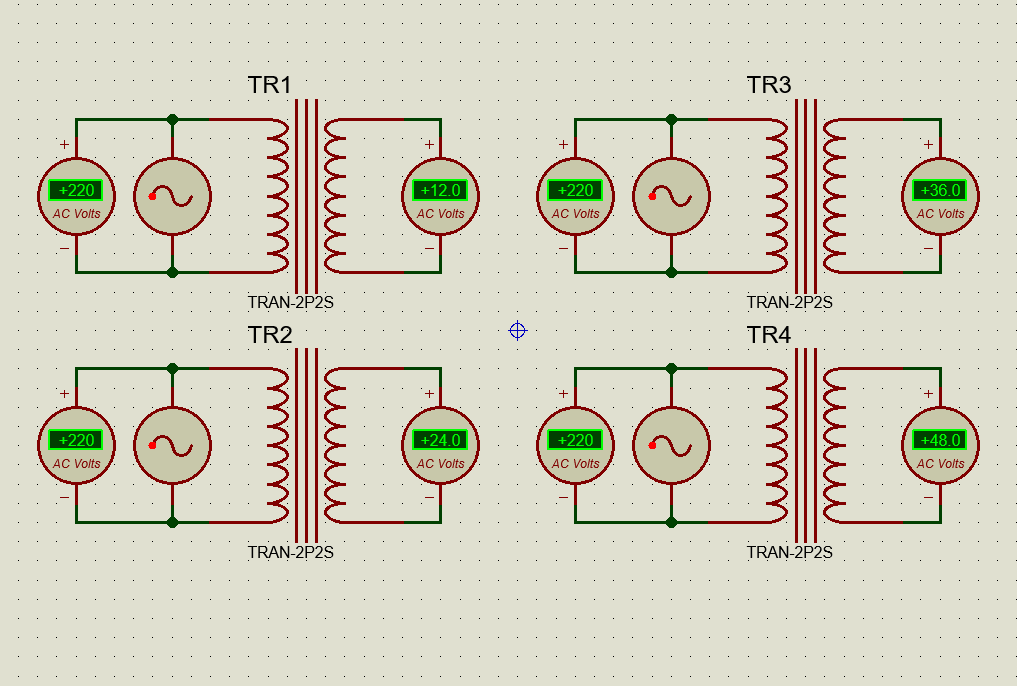 TR1
+220
AC Volts
+12.0
AC Volts
TRAN-2P2S
TR3
+220
AC Volts
+36.0
AC Volts
TRAN-2P2S
TR2
+220
AC Volts
+24.0
AC Volts
TRAN-2P2S
TR4
+220
AC Volts
+48.0
AC Volts
TRAN-2P2S